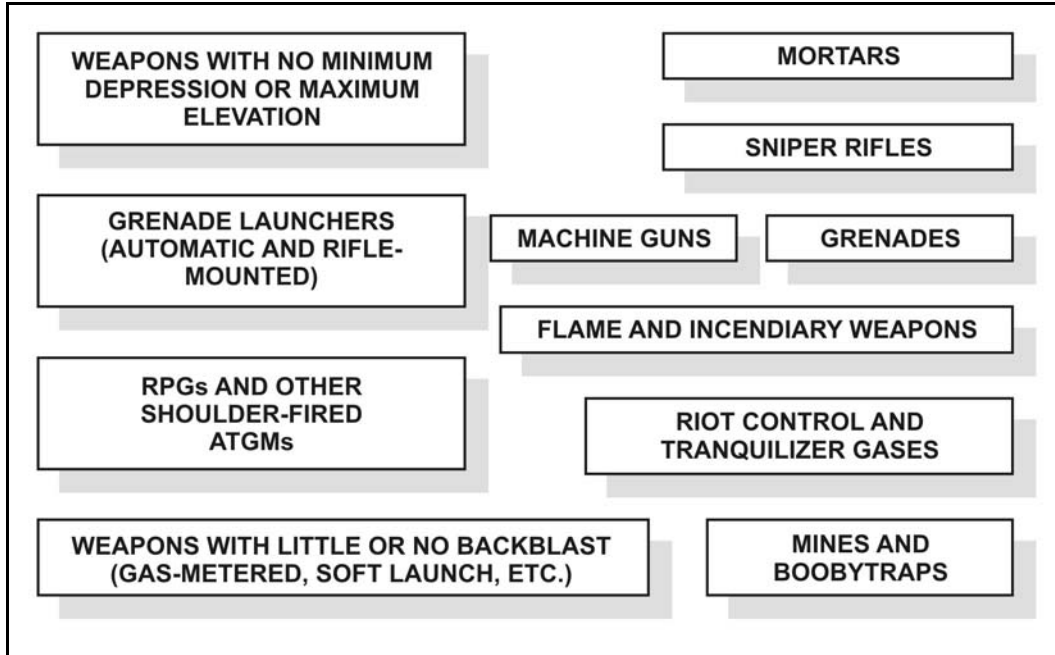 WEAPONS WITH NO MINIMUM
DEPRESSION OR MAXIMUM
ELEVATION
MORTARS
SNIPER RIFLES
GRENADE LAUNCHERS
(AUTOMATIC AND RIFLE-
MOUNTED)
MACHINE GUNS
GRENADES
FLAME AND INCENDIARY WEAPONS
RPGs AND OTHER
SHOULDER-FIRED
ATGMs
RIOT CONTROL AND
TRANQUILIZER GASES
WEAPONS WITH LITTLE OR NO BACKBLAST
(GAS-METERED, SOFT LAUNCH, ETC.)
MINES AND
BOOBYTRAPS